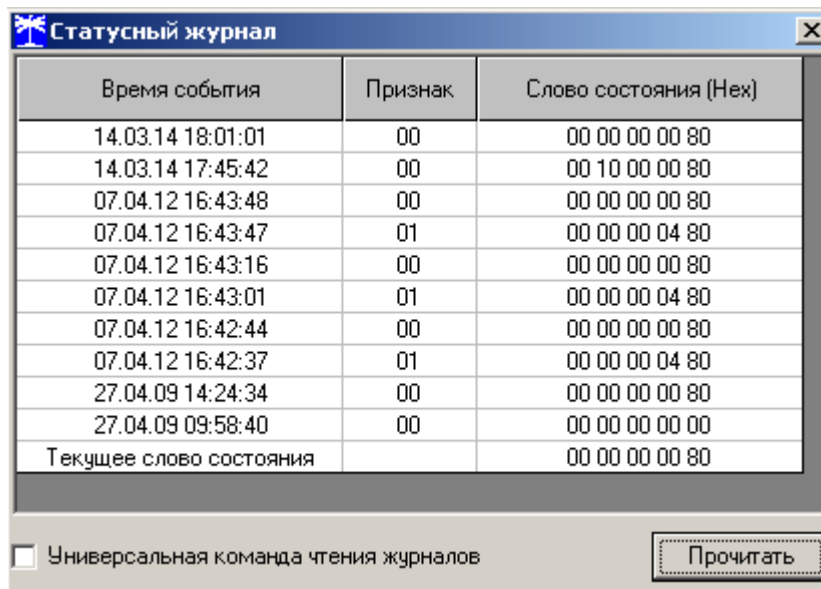 Статусный журнал
Время события Признак Слово состояния (Hex)
14.03.14 18:01:01 00 00 00 00 00 80
14.03.14 17:45:42 00 00 10 00 00 80
07.04.12 16:43:48 00 00 00 00 00 80
07.04.12 16:43:47 01 00 00 00 04 80
07.04.12 16:43:16 00 00 00 00 00 80
07.04.12 16:43:01 01 00 00 00 04 80
07.04.12 16:42:44 00 00 00 00 00 80
07.04.12 16:42:37 01 00 00 00 04 80
27.04.09 14:24:34 00 00 00 00 00 80
27.04.09 09:58:40 00 00 00 00 00 00
Текущее слово состояния 00 00 00 00 80
Универсальная команда чтения журналов Прочитать